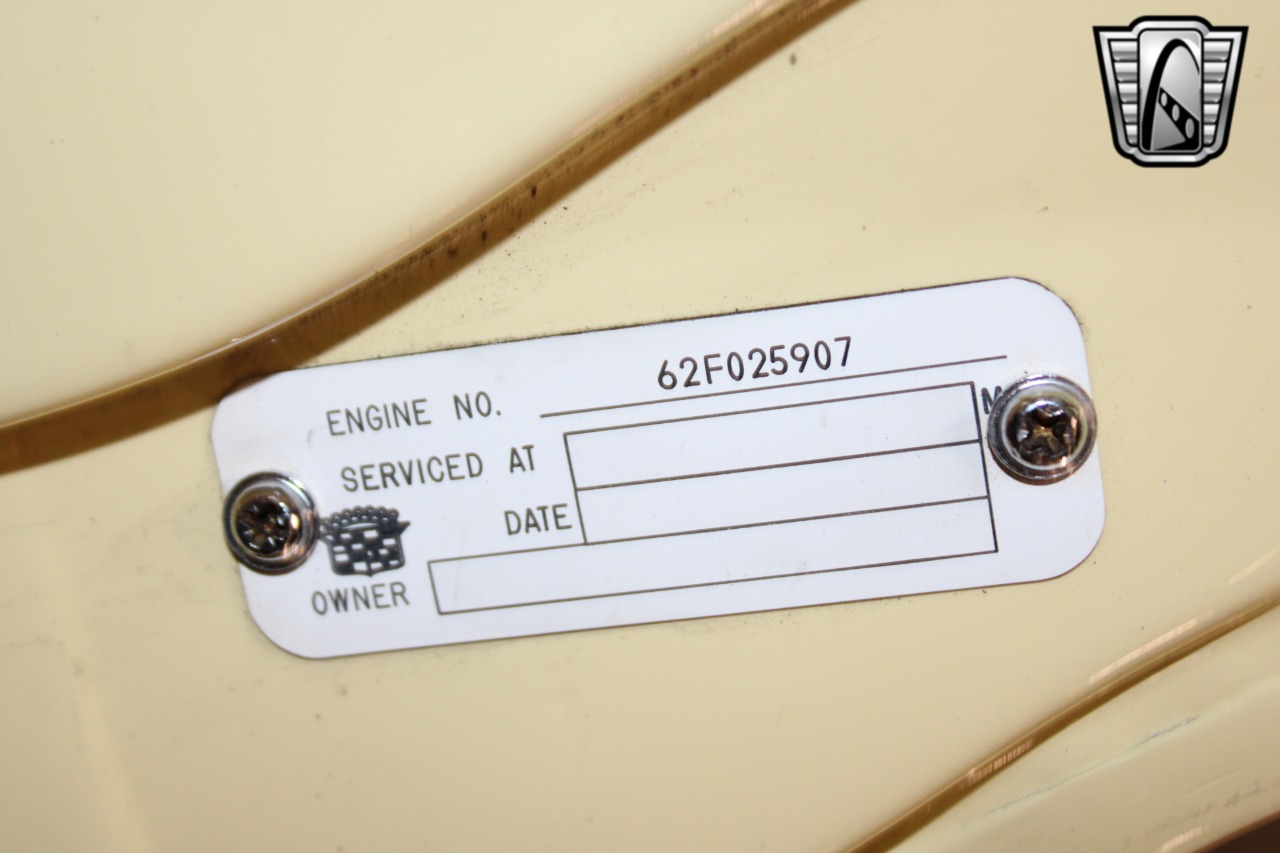 ENGINE NO. 62F025907
SERVICED AT
DATE
OWNER